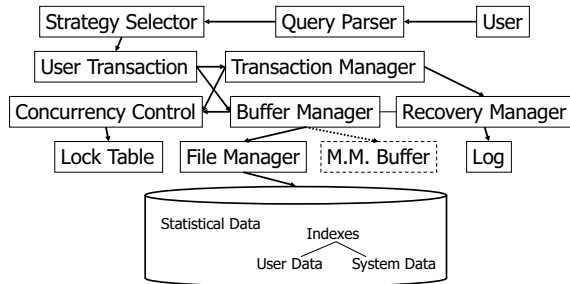 Strategy Selector Query Parser User
User Transaction Transaction Manager
Concurrency Control Buffer Manager Recovery Manager
Lock Table File Manager M.M. Buffer Log
Statistical Data
Indexes
User Data System Data